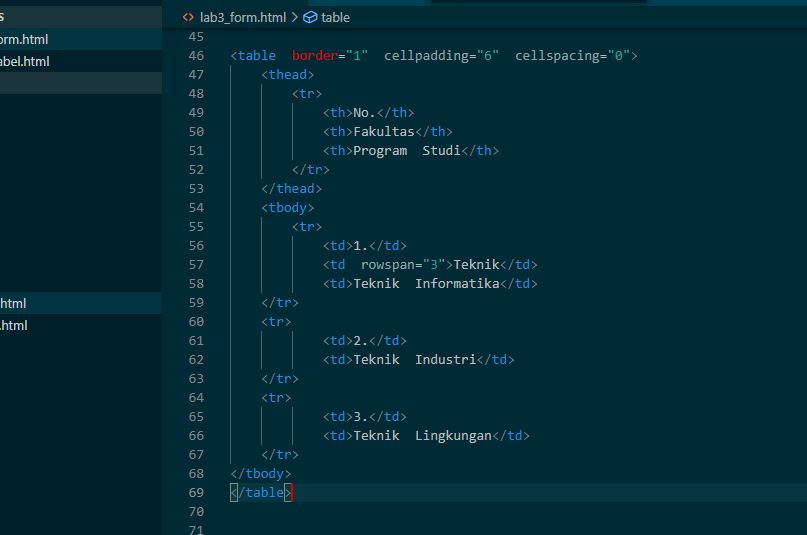 s
orm.html
abel.html
html
.html
<> lab3_form.html > table
45
46 <table  border="1"  cellpadding="6"  cellspacing="0">
47     <thead>
48         <tr>
49             <th>No.</th>
50             <th>Fakultas</th>
51             <th>Program  Studi</th>
52         </tr>
53     </thead>
54     <tbody>
55         <tr>
56             <td>1.</td>
57             <td  rowspan="3">Teknik</td>
58             <td>Teknik  Informatika</td>
59     </tr>
60     <tr>
61             <td>2.</td>
62             <td>Teknik  Industri</td>
63     </tr>
64     <tr>
65             <td>3.</td>
66             <td>Teknik  Lingkungan</td>
67     </tr>
68 </tbody>
69 </table>
70
71